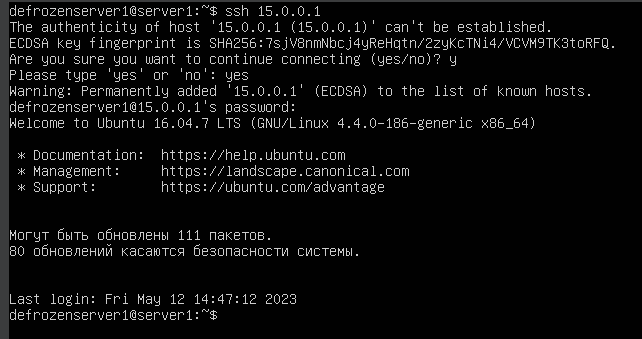 defrozenserver1@server1:~$ ssh 15.0.0.1
The authenticity of host '15.0.0.1 (15.0.0.1)' can't be established.
ECDSA key fingerprint is SHA256:7sjV8nmNbcj4yReHqtn/2zyKcTNi4/VCVM9TK3toRFQ.
Are you sure you want to continue connecting (yes/no)? y
Please type 'yes' or 'no': yes
Warning: Permanently added '15.0.0.1' (ECDSA) to the list of known hosts.
defrozenserver1@15.0.0.1's password:
Welcome to Ubuntu 16.04.7 LTS (GNU/Linux 4.4.0-186-generic x86_64)
* Documentation:  https://help.ubuntu.com
* Management:     https://landscape.canonical.com
* Support:        https://ubuntu.com/advantage
Могут быть обновлены 111 пакетов.
80 обновлений касаются безопасности системы.
Last login: Fri May 12 14:47:12 2023
defrozenserver1@server1:~$